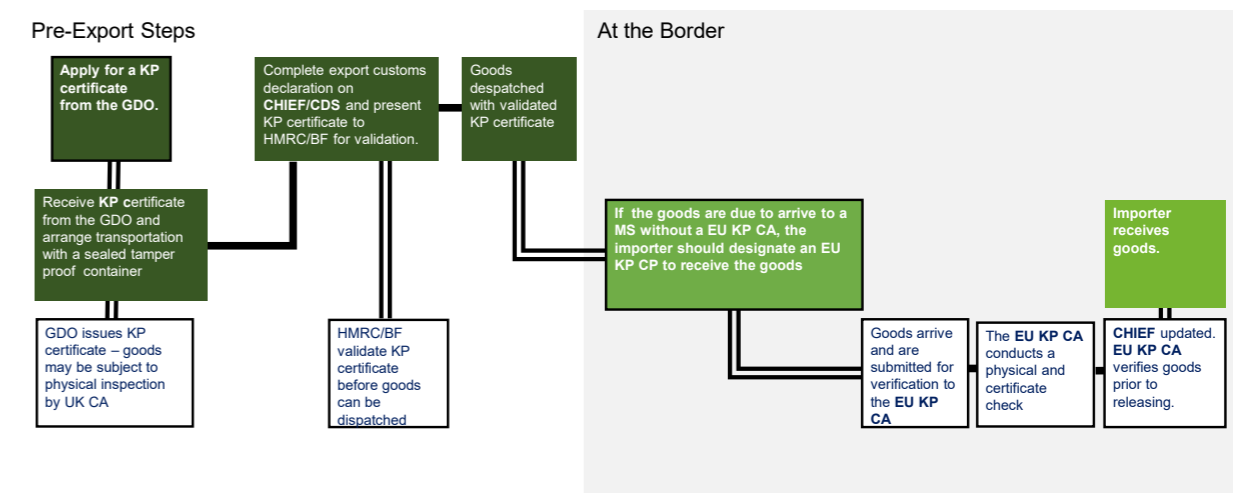 Pre-Export Steps
Apply for a KP
certificate
from the GDO.
Receive KP certificate
from the GDO and
arrange transportation
with a sealed tamper
proof container
GDO issues KP
certificate – goods
may be subject to
physical inspection
by UK CA
Complete export customs
declaration on
CHIEF/CDS and present
KP certificate to
HMRC/BF for validation.
HMRC/BF
validate KP
certificate
before goods
can be
dispatched
Goods
despatched
with validated
KP certificate
At the Border
If the goods are due to arrive to a
MS without a EU KP CA, the
importer should designate an EU
KP CP to receive the goods
Goods arrive
and are
submitted for
verification to
the EU KP
CA
The EU KP CA
conducts a
physical and
certificate
check
CHIEF updated.
EU KP CA
verifies goods
prior to
releasing.
Importer
receives
goods.